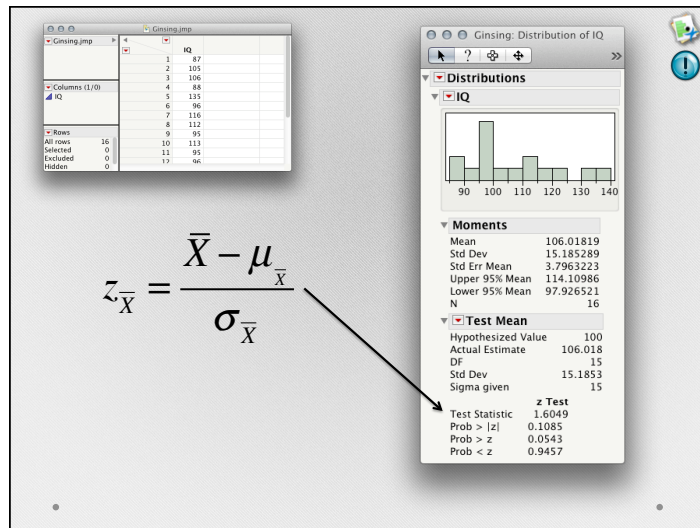 Ginsing.jmp
Ginsing.jmp
Columns (1/0)
IQ
Rows
All rows 16
Selected 0
Excluded 0
Hidden 0
IQ
1 87
2 105
3 106
4 88
5 135
6 96
7 116
8 112
9 95
10 113
11 95
12 96
z_X̅ = (X̅ − μ_X̅) / σ_X̅
Ginsing: Distribution of IQ
? »
Distributions
IQ
90 100 110 120 130 140
Moments
Mean 106.01819
Std Dev 15.185289
Std Err Mean 3.7963223
Upper 95% Mean 114.10986
Lower 95% Mean 97.926521
N 16
Test Mean
Hypothesized Value 100
Actual Estimate 106.018
DF 15
Std Dev 15.1853
Sigma given 15
z Test
Test Statistic 1.6049
Prob > |z| 0.1085
Prob > z 0.0543
Prob < z 0.9457